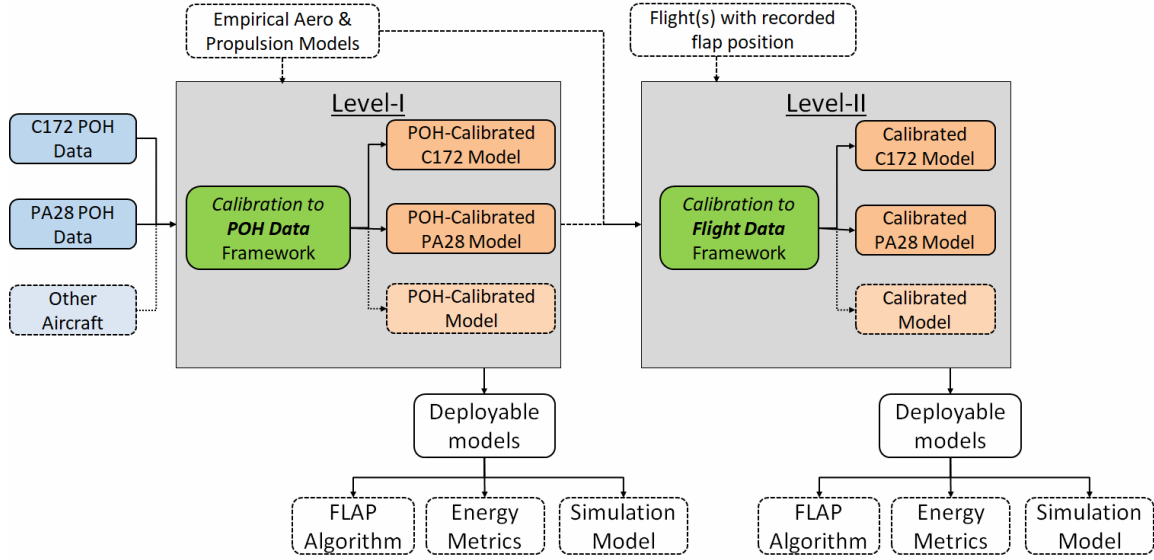 Empirical Aero &
Propulsion Models
Flight(s) with recorded
flap position
C172 POH
Data
PA28 POH
Data
Other
Aircraft
Level-I
Calibration to
POH Data
Framework
POH-Calibrated
C172 Model
POH-Calibrated
PA28 Model
POH-Calibrated
Model
Level-II
Calibration to
Flight Data
Framework
Calibrated
C172 Model
Calibrated
PA28 Model
Calibrated
Model
Deployable
models
FLAP
Algorithm
Energy
Metrics
Simulation
Model
Deployable
models
FLAP
Algorithm
Energy
Metrics
Simulation
Model